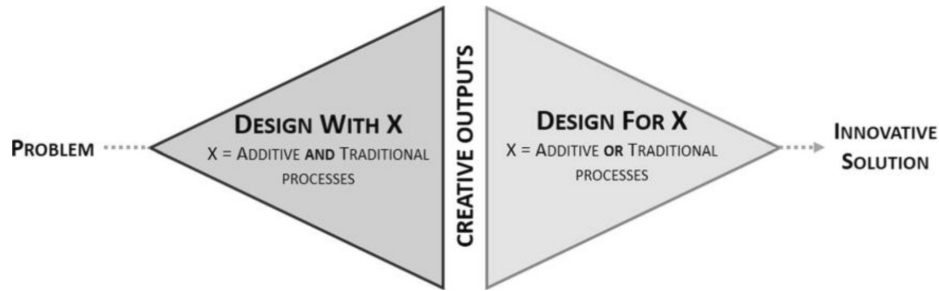 PROBLEM
DESIGN WITH X
X = ADDITIVE AND TRADITIONAL
PROCESSES
CREATIVE OUTPUTS
DESIGN FOR X
X = ADDITIVE OR TRADITIONAL
PROCESSES
INNOVATIVE
SOLUTION